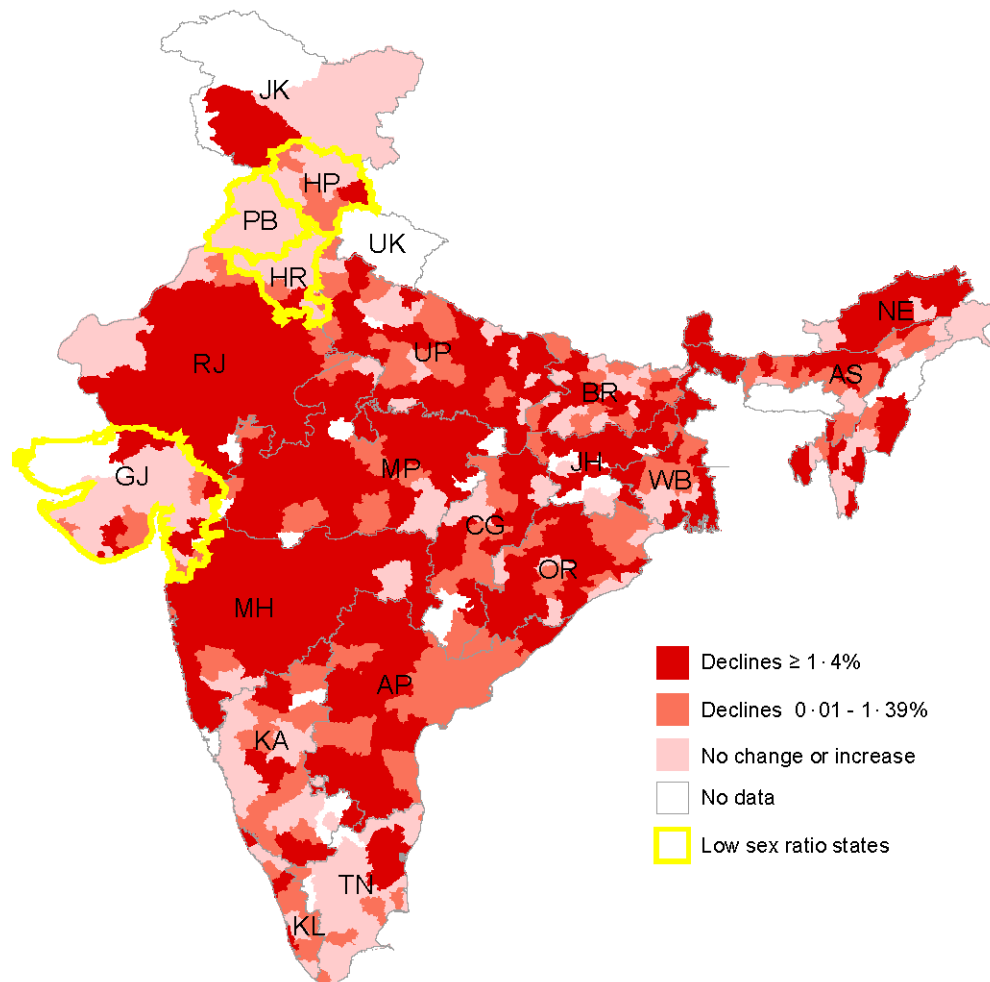 JK
HP
PB
UK
HR
NE
RJ
UP
AS
BR
GJ
MP
JH
WB
CG
OR
MH
AP
KA
TN
KL
Declines ≥ 1·4%
Declines 0·01 - 1·39%
No change or increase
No data
Low sex ratio states